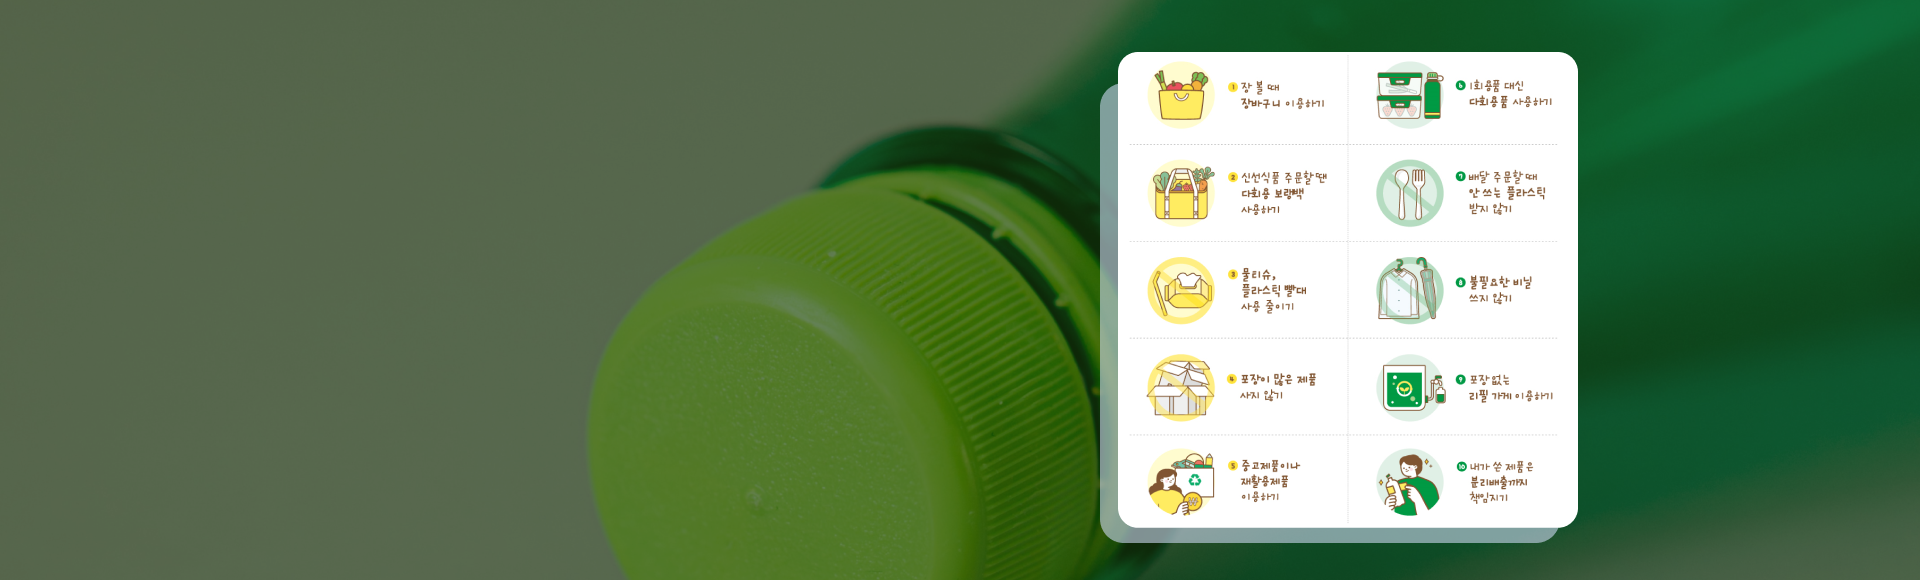 1 장 볼 때
장바구니 이용하기
2 신선식품 주문할 땐
다회용 보랭백
사용하기
3 물티슈,
플라스틱 빨대
사용 줄이기
4 포장이 많은 제품
사지 않기
5 중고제품이나
재활용제품
이용하기
6 1회용품 대신
다회용품 사용하기
7 배달 주문할 때
안 쓰는 플라스틱
받지 않기
8 불필요한 비닐
쓰지 않기
9 포장 없는
리필 가게 이용하기
10 내가 쓴 제품은
분리배출까지
책임지기